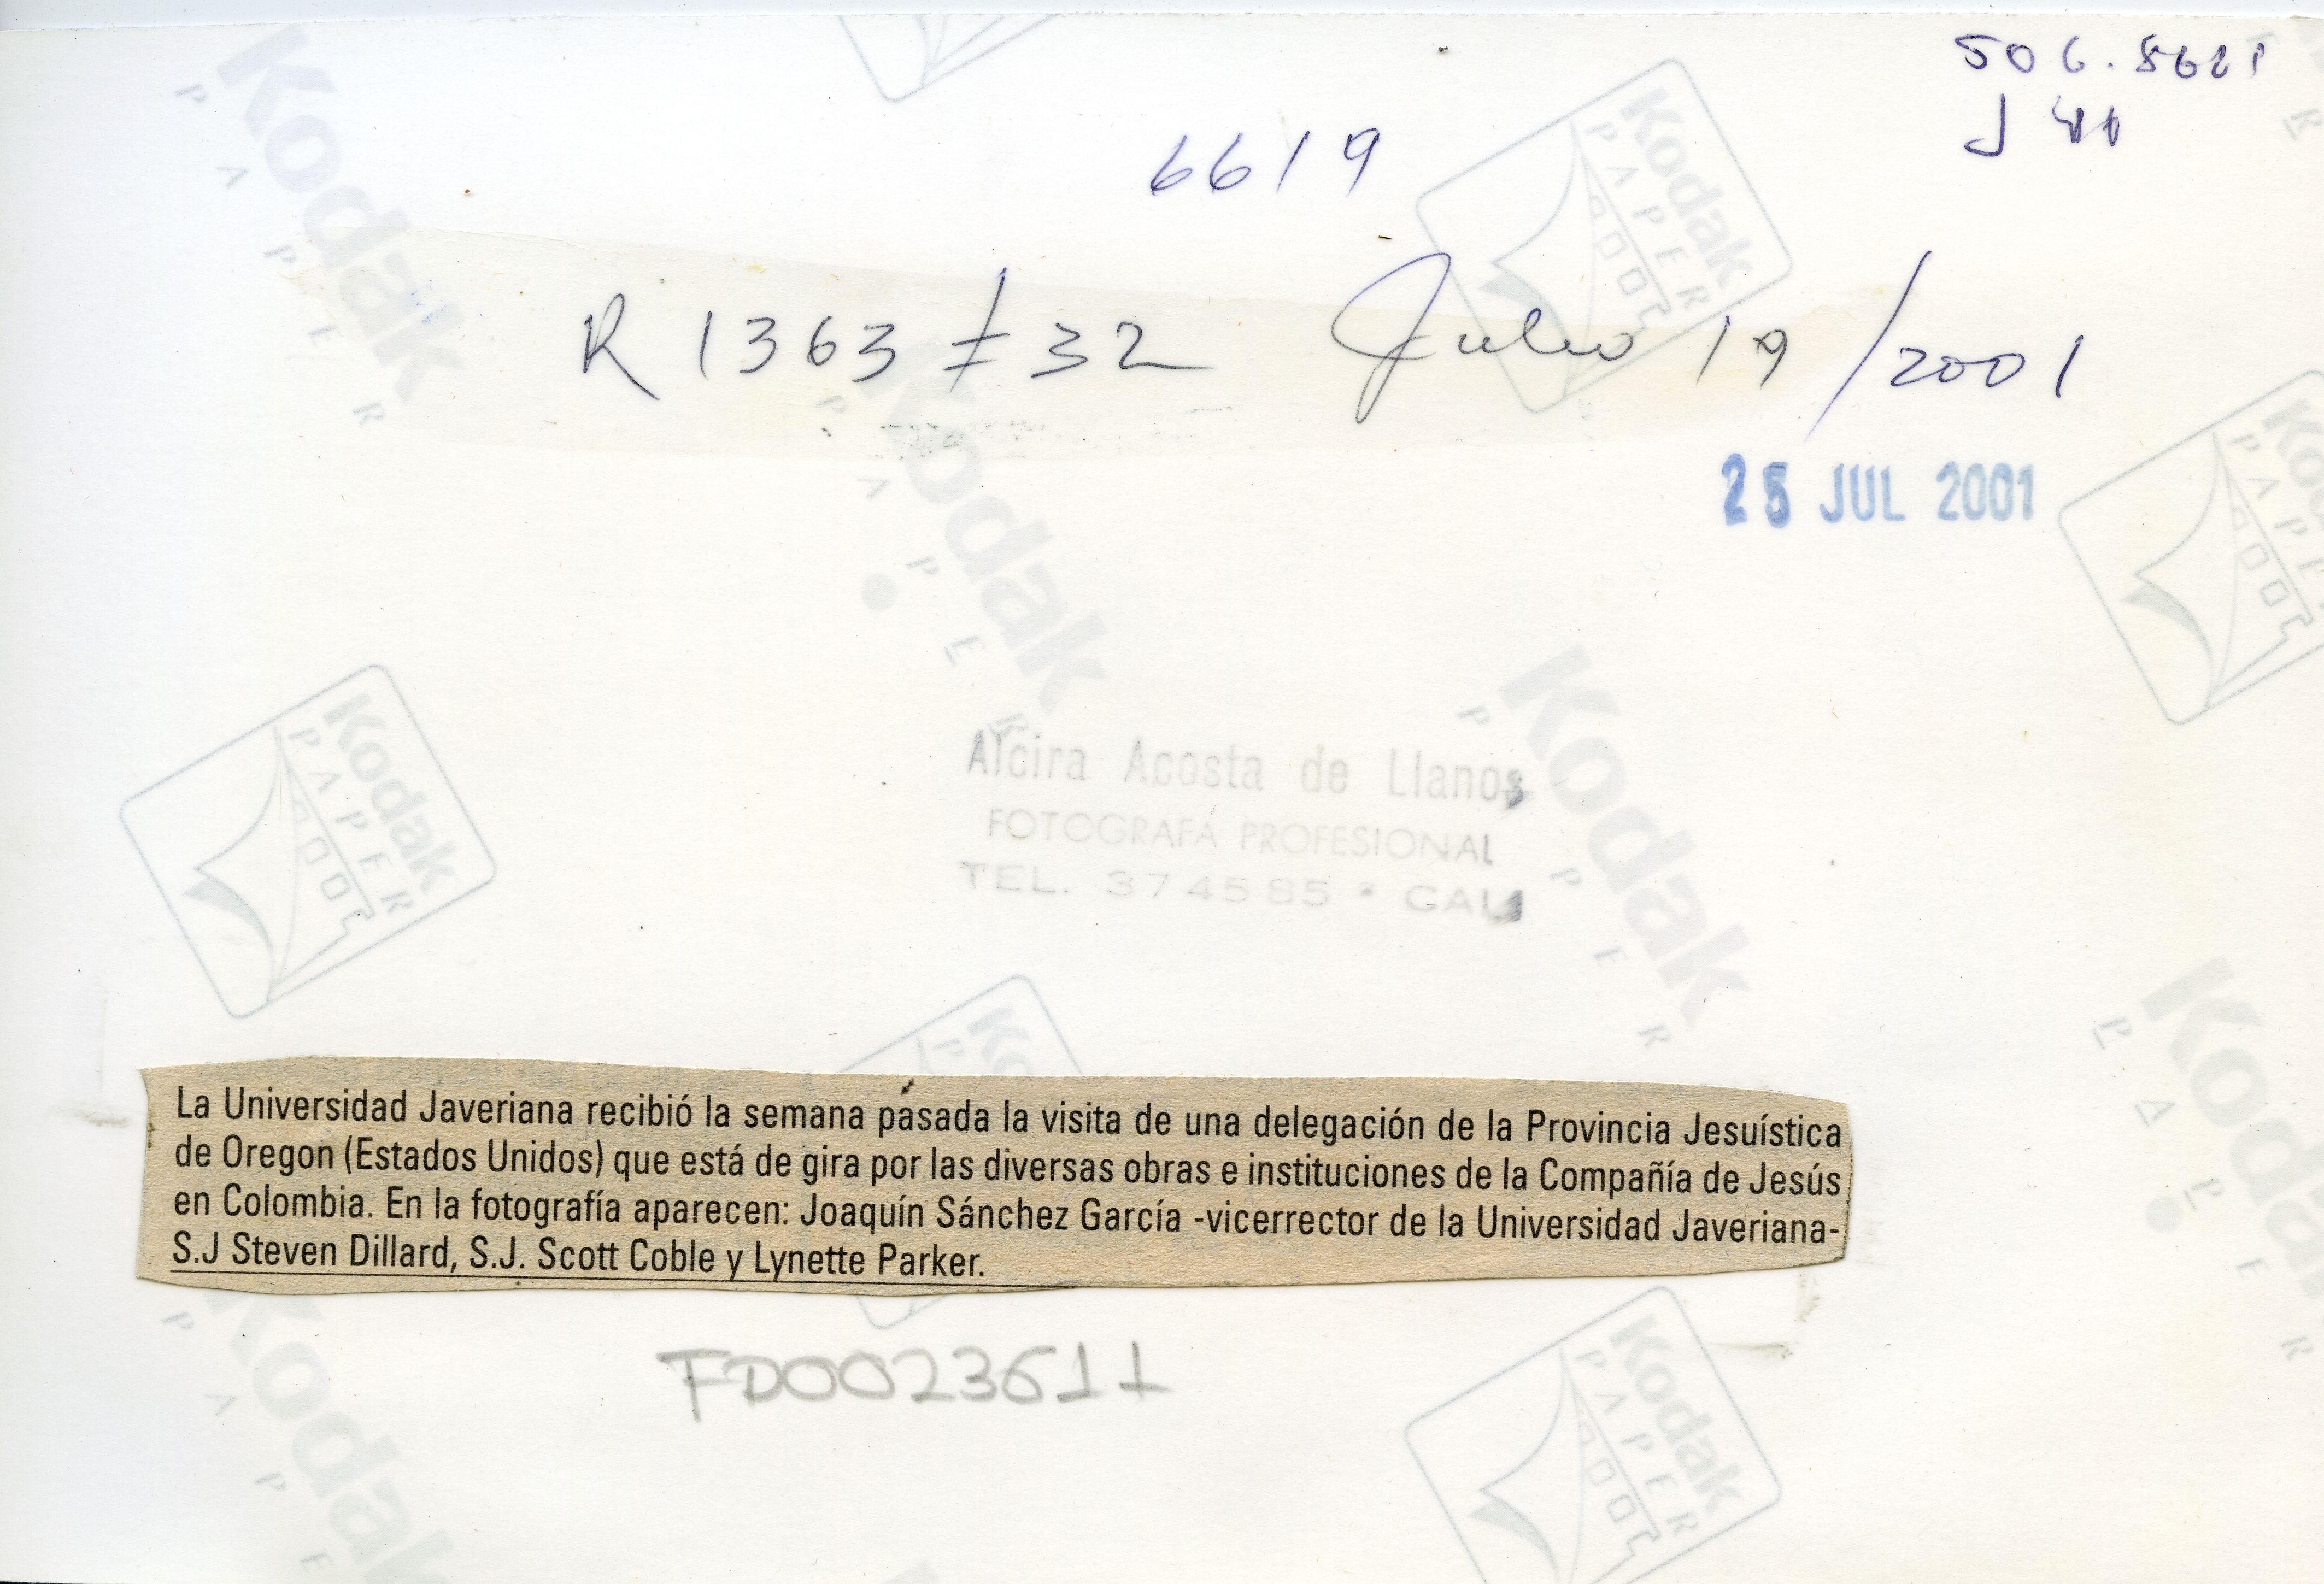 506.8621
6619
R 1363 ≠ 32 Julio 19/2001
25 JUL 2001
Alcira Acosta de Llanos
FOTOGRAFA PROFESIONAL
TEL. 374585 • CALI
La Universidad Javeriana recibió la semana pasada la visita de una delegación de la Provincia Jesuística
de Oregon (Estados Unidos) que está de gira por las diversas obras e instituciones de la Compañía de Jesús
en Colombia. En la fotografía aparecen: Joaquín Sánchez García -vicerrector de la Universidad Javeriana-
S.J Steven Dillard, S.J. Scott Coble y Lynette Parker.
FD0023611
Kodak
PAPER